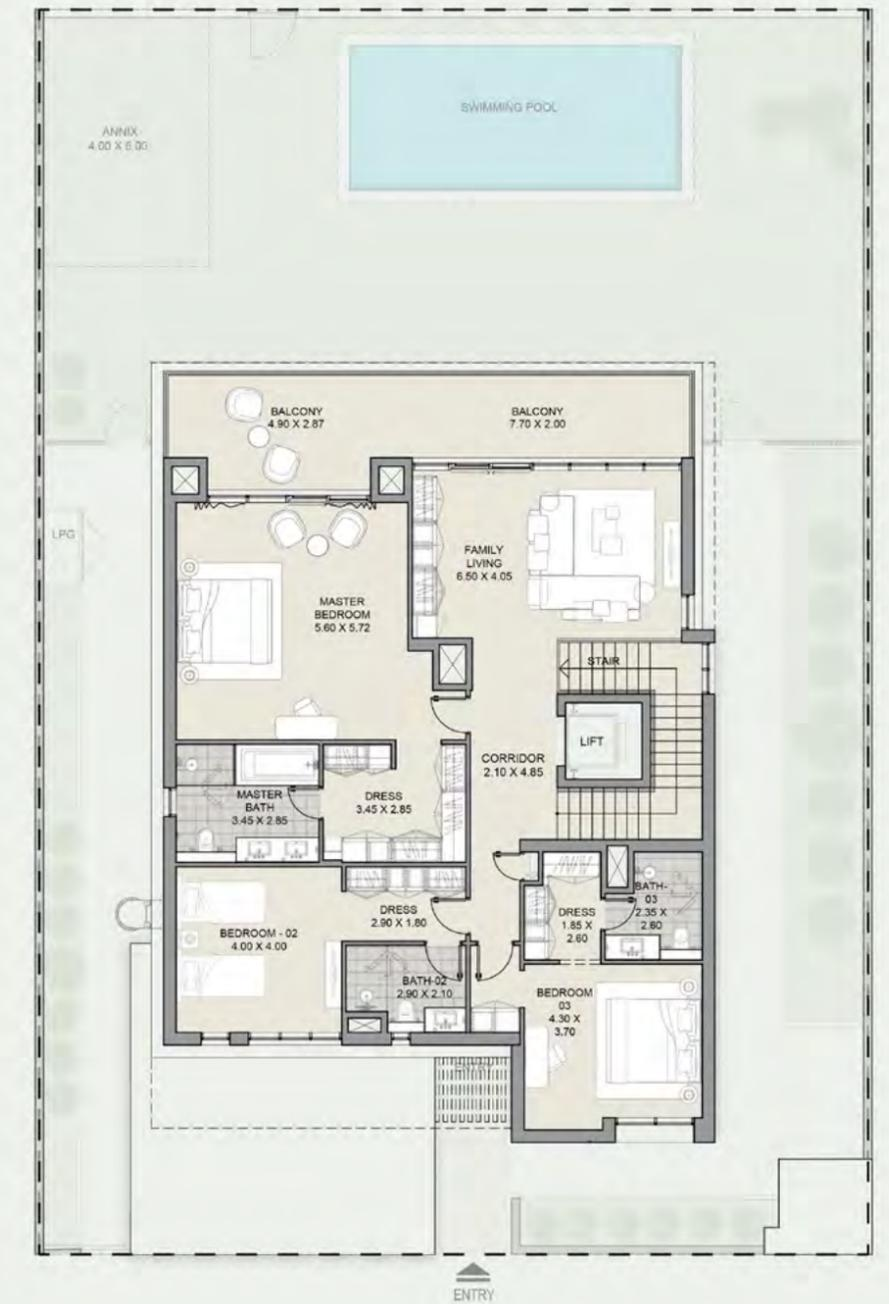 SWIMMING POOL
ANNIX
4.00 X 6.00
BALCONY
4.90 X 2.87
BALCONY
7.70 X 2.00
LPG
FAMILY
LIVING
6.50 X 4.05
MASTER
BEDROOM
5.60 X 5.72
STAIR
LIFT
CORRIDOR
2.10 X 4.85
MASTER
BATH
3.45 X 2.85
DRESS
3.45 X 2.85
DRESS
2.90 X 1.80
BEDROOM - 02
4.00 X 4.00
BATH-02
2.90 X 2.10
DRESS
1.85 X
2.60
BATH-
03
2.35 X
2.60
BEDROOM
03
4.30 X
3.70
ENTRY
ENTRY